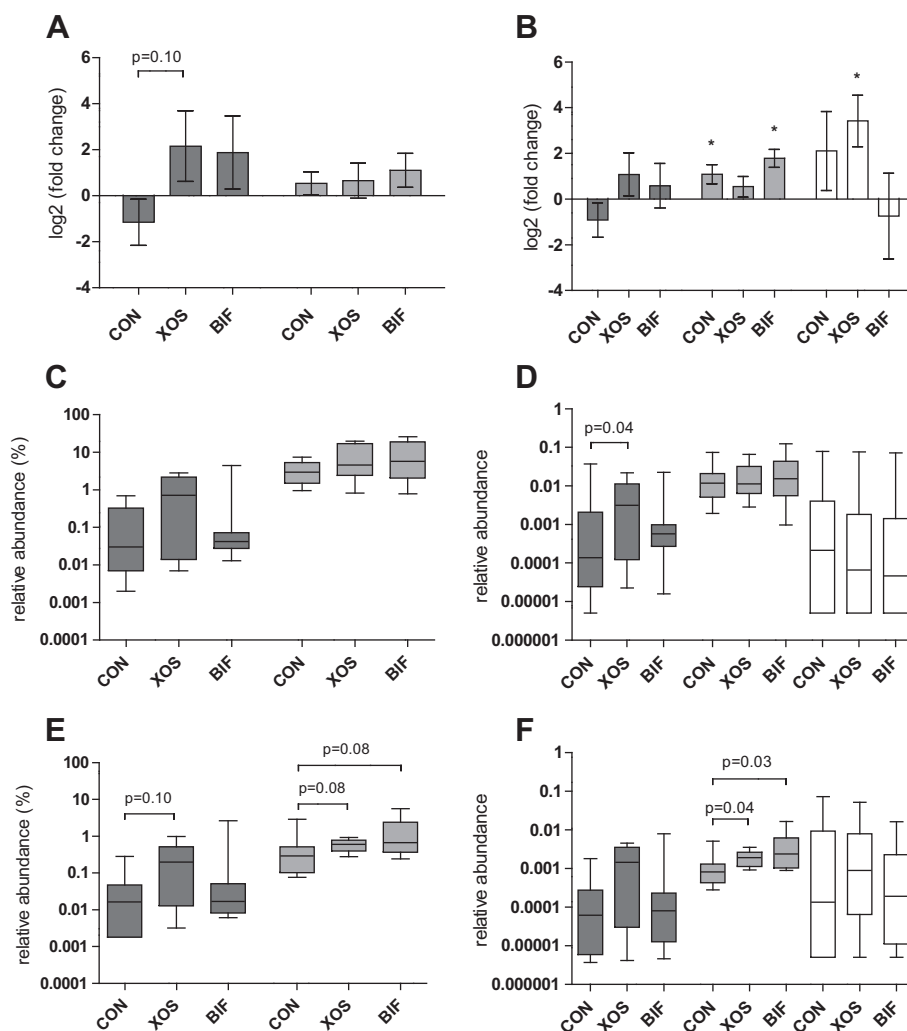 A
p=0.10
log2 (fold change)
6
4
2
0
-2
-4
CON
XOS
BIF
CON
XOS
BIF
B
log2 (fold change)
6
4
2
0
-2
-4
*
*
*
CON
XOS
BIF
CON
XOS
BIF
CON
XOS
BIF
C
relative abundance (%)
100
10
1
0.1
0.01
0.001
0.0001
CON
XOS
BIF
CON
XOS
BIF
D
p=0.04
relative abundance
1
0.1
0.01
0.001
0.0001
0.00001
0.000001
CON
XOS
BIF
CON
XOS
BIF
CON
XOS
BIF
E
p=0.08
p=0.10
p=0.08
relative abundance (%)
100
10
1
0.1
0.01
0.001
0.0001
CON
XOS
BIF
CON
XOS
BIF
F
p=0.03
p=0.04
relative abundance
1
0.1
0.01
0.001
0.0001
0.00001
0.000001
CON
XOS
BIF
CON
XOS
BIF
CON
XOS
BIF